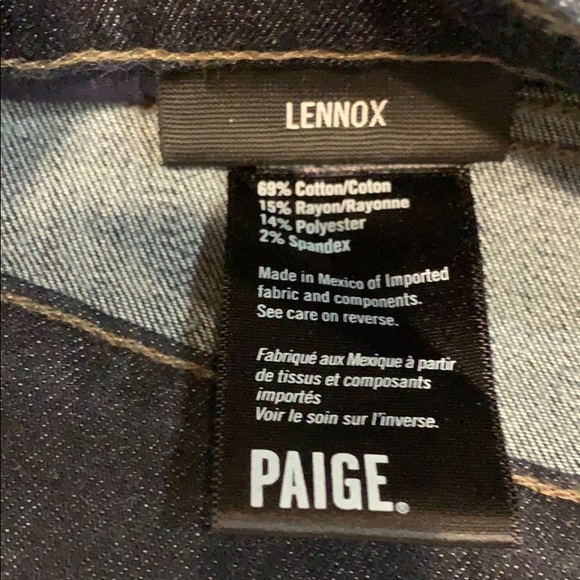 LENNOX
69% Cotton/Coton
15% Rayon/Rayonne
14% Polyester
2% Spandex
Made in Mexico of Imported
fabric and components.
See care on reverse.
Fabriqué aux Mexique à partir
de tissus et composants
importés
Voir le soin sur l'inverse.
PAIGE®